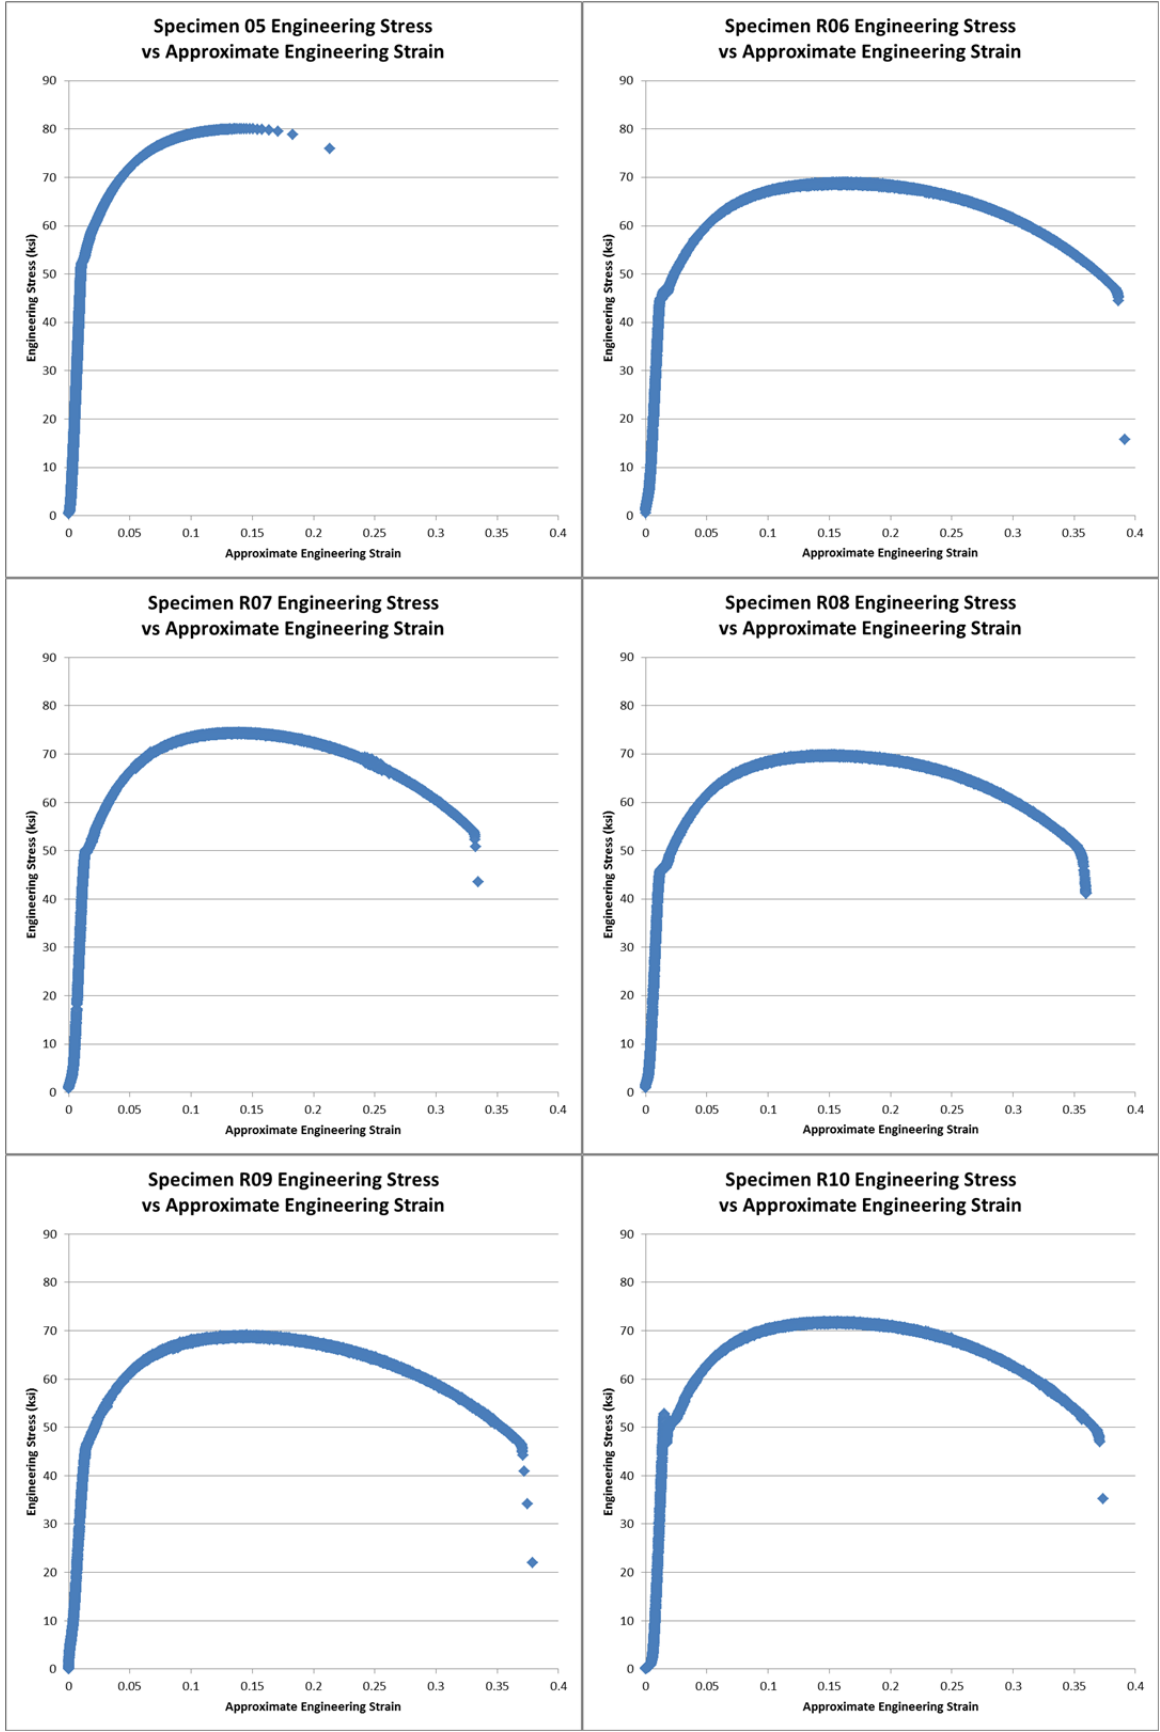 Specimen 05 Engineering Stress
vs Approximate Engineering Strain
90
80
70
60
50
40
30
20
10
0
Engineering Stress (ksi)
0 0.05 0.1 0.15 0.2 0.25 0.3 0.35 0.4
Approximate Engineering Strain
Specimen R06 Engineering Stress
vs Approximate Engineering Strain
90
80
70
60
50
40
30
20
10
0
Engineering Stress (ksi)
0 0.05 0.1 0.15 0.2 0.25 0.3 0.35 0.4
Approximate Engineering Strain
Specimen R07 Engineering Stress
vs Approximate Engineering Strain
90
80
70
60
50
40
30
20
10
0
Engineering Stress (ksi)
0 0.05 0.1 0.15 0.2 0.25 0.3 0.35 0.4
Approximate Engineering Strain
Specimen R08 Engineering Stress
vs Approximate Engineering Strain
90
80
70
60
50
40
30
20
10
0
Engineering Stress (ksi)
0 0.05 0.1 0.15 0.2 0.25 0.3 0.35 0.4
Approximate Engineering Strain
Specimen R09 Engineering Stress
vs Approximate Engineering Strain
90
80
70
60
50
40
30
20
10
0
Engineering Stress (ksi)
0 0.05 0.1 0.15 0.2 0.25 0.3 0.35 0.4
Approximate Engineering Strain
Specimen R10 Engineering Stress
vs Approximate Engineering Strain
90
80
70
60
50
40
30
20
10
0
Engineering Stress (ksi)
0 0.05 0.1 0.15 0.2 0.25 0.3 0.35 0.4
Approximate Engineering Strain